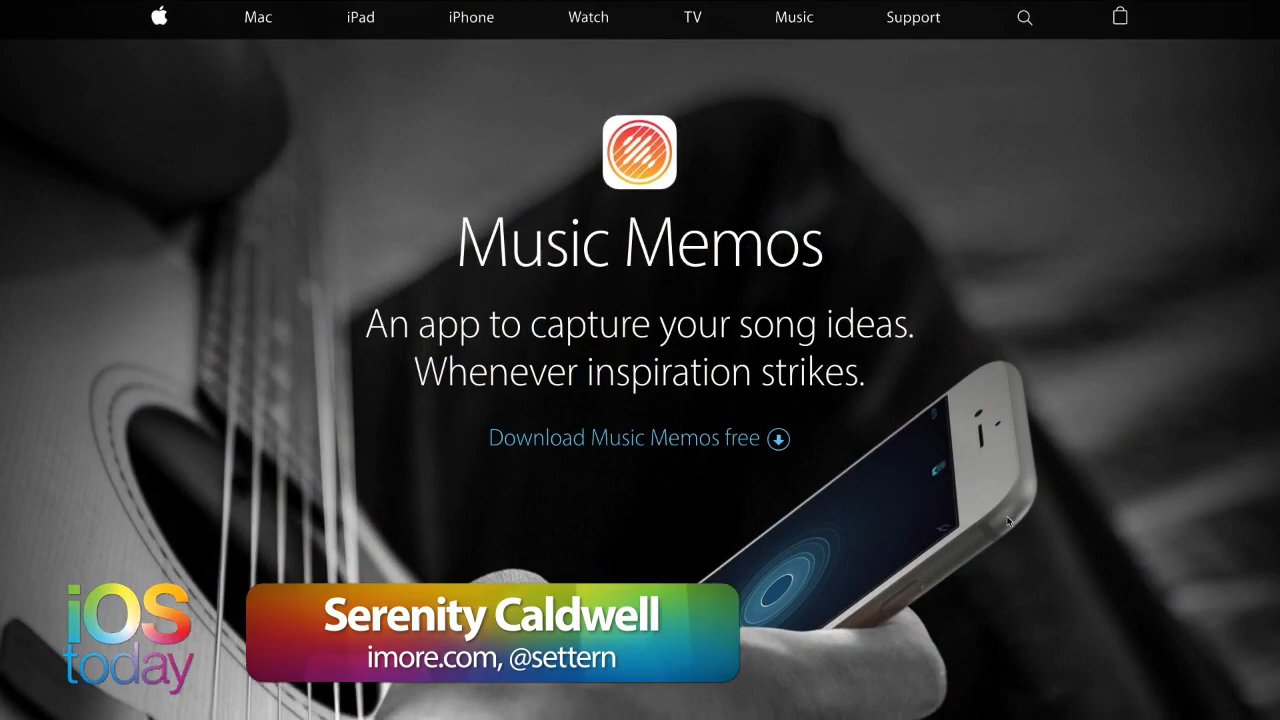 Mac iPad iPhone Watch TV Music Support
Music Memos
An app to capture your song ideas.
Whenever inspiration strikes.
Download Music Memos free
iOS
today
Serenity Caldwell
imore.com, @settern